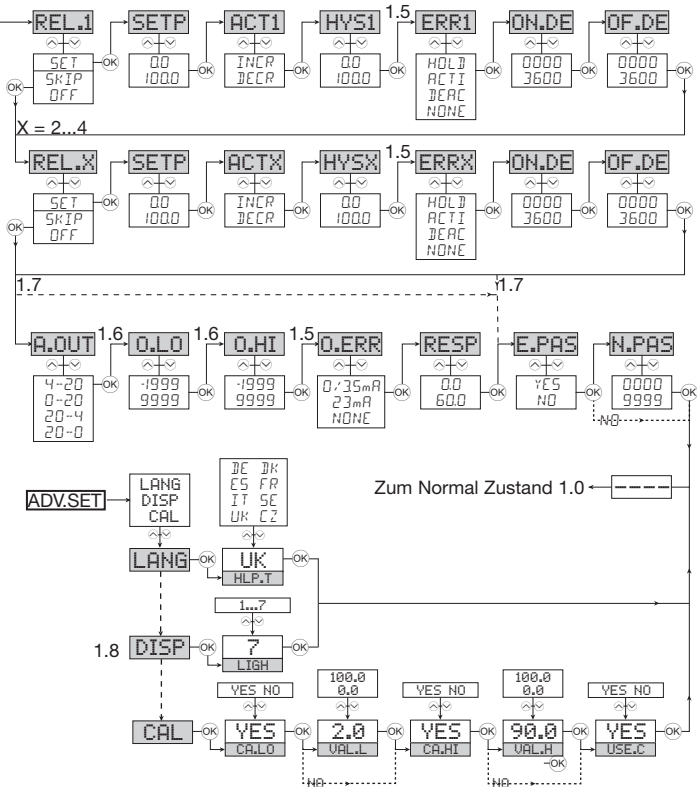 REL.1 SETP ACT1 HYS1 1.5 ERR1 ON.DE OF.DE
SET 0.0 INCR 0.0 HOLD 0000 0000
SKIP 100.0 DECR 100.0 ACTI 3600 3600
OFF DEAC
NONE
OK OK OK OK OK OK OK OK
X = 2...4
REL.X SETP ACTX HYSX 1.5 ERRX ON.DE OF.DE
SET 0.0 INCR 0.0 HOLD 0000 0000
SKIP 100.0 DECR 100.0 ACTI 3600 3600
OFF DEAC
NONE
OK OK OK OK OK OK OK OK
1.7 1.7
A.OUT 1.6 O.LO 1.6 O.HI 1.5 O.ERR RESP E.PAS N.PAS
4-20 -1999 -1999 0/3.5mA 0.0 YES 0000
0-20 9999 9999 23mA 60.0 NO 9999
20-4 NONE
20-0
OK OK OK OK OK OK OK
NO
ADV.SET
LANG
DISP
CAL
DE DK
ES FR
IT SE
UK CZ
Zum Normal Zustand 1.0 ----
LANG OK UK OK
HLP.T
1...7
1.8 DISP OK 7 OK
LIGH
YES NO 100.0 YES NO 100.0 YES NO
0.0 0.0
CAL OK YES OK 2.0 OK YES OK 90.0 OK YES OK
CA.LO VAL.L CA.HI VAL.H USE.C
OK
NO NO